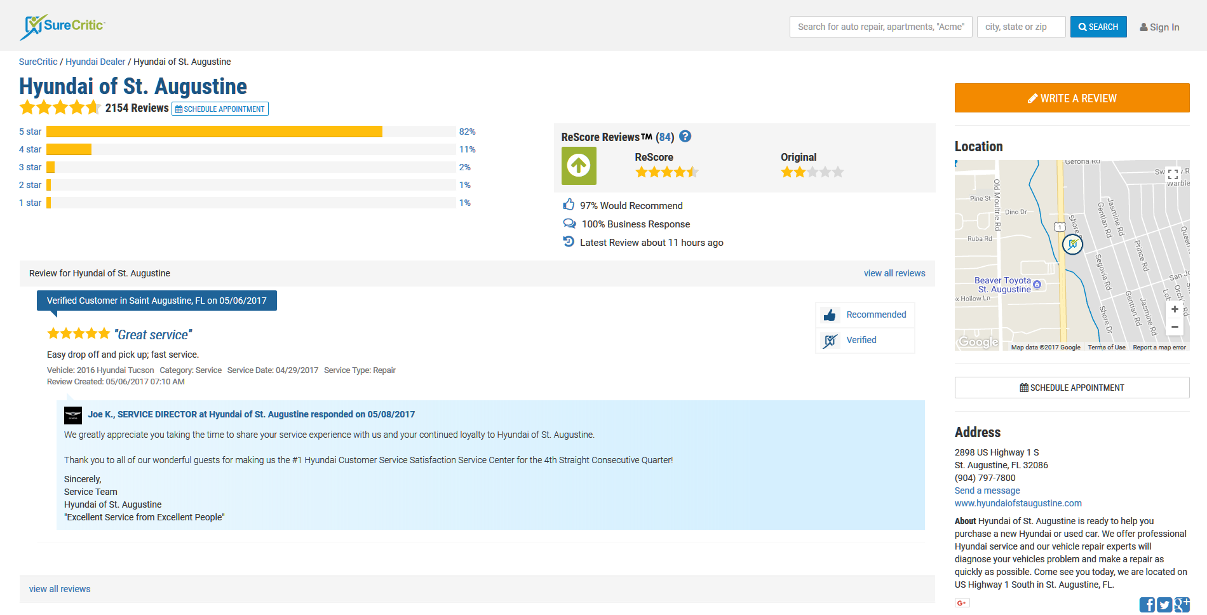 SureCritic
Search for auto repair, apartments, "Acme"
city, state or zip
SEARCH
Sign In
SureCritic / Hyundai Dealer / Hyundai of St. Augustine
Hyundai of St. Augustine
2154 Reviews
SCHEDULE APPOINTMENT
5 star 82%
4 star 11%
3 star 2%
2 star 1%
1 star 1%
ReScore Reviews™ (84) ?
ReScore
Original
97% Would Recommend
100% Business Response
Latest Review about 11 hours ago
Review for Hyundai of St. Augustine
view all reviews
Verified Customer in Saint Augustine, FL on 05/06/2017
"Great service"
Easy drop off and pick up; fast service.
Vehicle: 2016 Hyundai Tucson Category: Service Service Date: 04/29/2017 Service Type: Repair
Review Created: 05/06/2017 07:10 AM
Recommended
Verified
Joe K., SERVICE DIRECTOR at Hyundai of St. Augustine responded on 05/08/2017
We greatly appreciate you taking the time to share your service experience with us and your continued loyalty to Hyundai of St. Augustine.
Thank you to all of our wonderful guests for making us the #1 Hyundai Customer Service Satisfaction Service Center for the 4th Straight Consecutive Quarter!
Sincerely,
Service Team
Hyundai of St. Augustine
"Excellent Service from Excellent People"
view all reviews
WRITE A REVIEW
Location
Gerona Rd
Pine St
Old Moultrie Rd
Dino Dr
Ruba Rd
1
Shore
Gentian Rd
Jasmine Rd
Prince Rd
Segovia Rd
Beaver Toyota
St. Augustine
x Hollow Ln
Shore Dr
Gentian Rd
Jasmine Rd
+
−
Google
Map data ©2017 Google Terms of Use Report a map error
SCHEDULE APPOINTMENT
Address
2898 US Highway 1 S
St. Augustine, FL 32086
(904) 797-7800
Send a message
www.hyundaiofstaugustine.com
About Hyundai of St. Augustine is ready to help you
purchase a new Hyundai or used car. We offer professional
Hyundai service and our vehicle repair experts will
diagnose your vehicles problem and make a repair as
quickly as possible. Come see you today, we are located on
US Highway 1 South in St. Augustine, FL.
G+